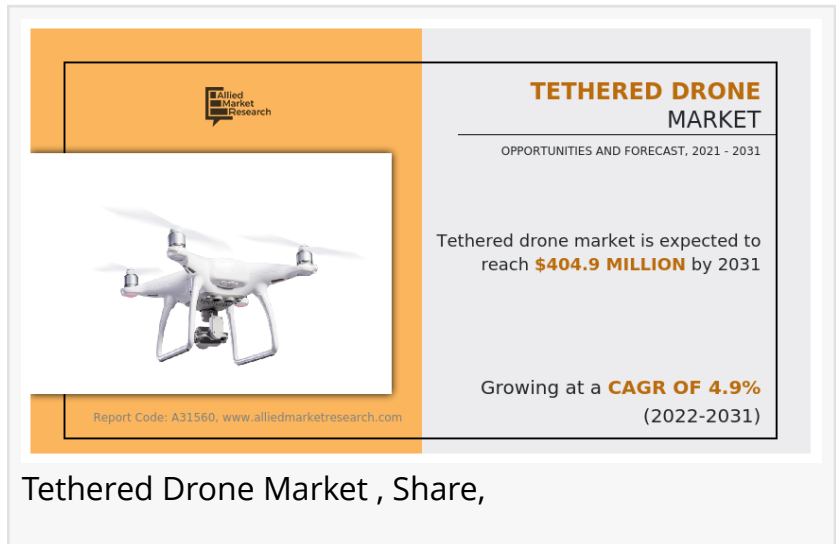 Allied
Market
Research
TETHERED DRONE
MARKET
OPPORTUNITIES AND FORECAST, 2021 - 2031
Tethered drone market is expected to
reach $404.9 MILLION by 2031
Growing at a CAGR OF 4.9%
(2022-2031)
Report Code: A31560, www.alliedmarketresearch.com
Tethered Drone Market , Share,